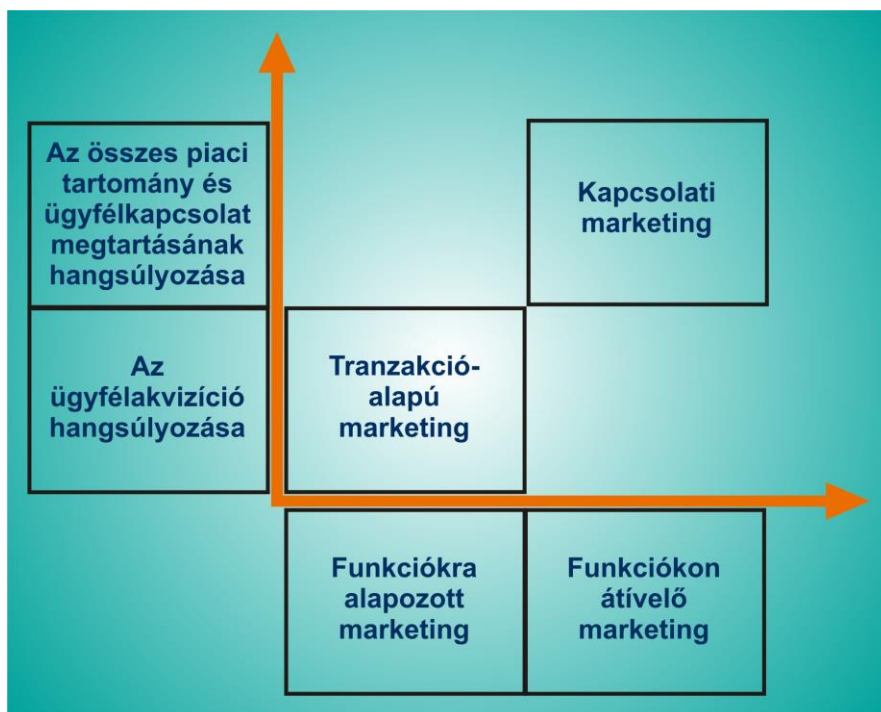 Az összes piaci
tartomány és
ügyfélkapcsolat
megtartásának
hangsúlyozása
Kapcsolati
marketing
Az
ügyfélakvizíció
hangsúlyozása
Tranzakció-
alapú
marketing
Funkciókra
alapozott
marketing
Funkciókon
átívelő
marketing